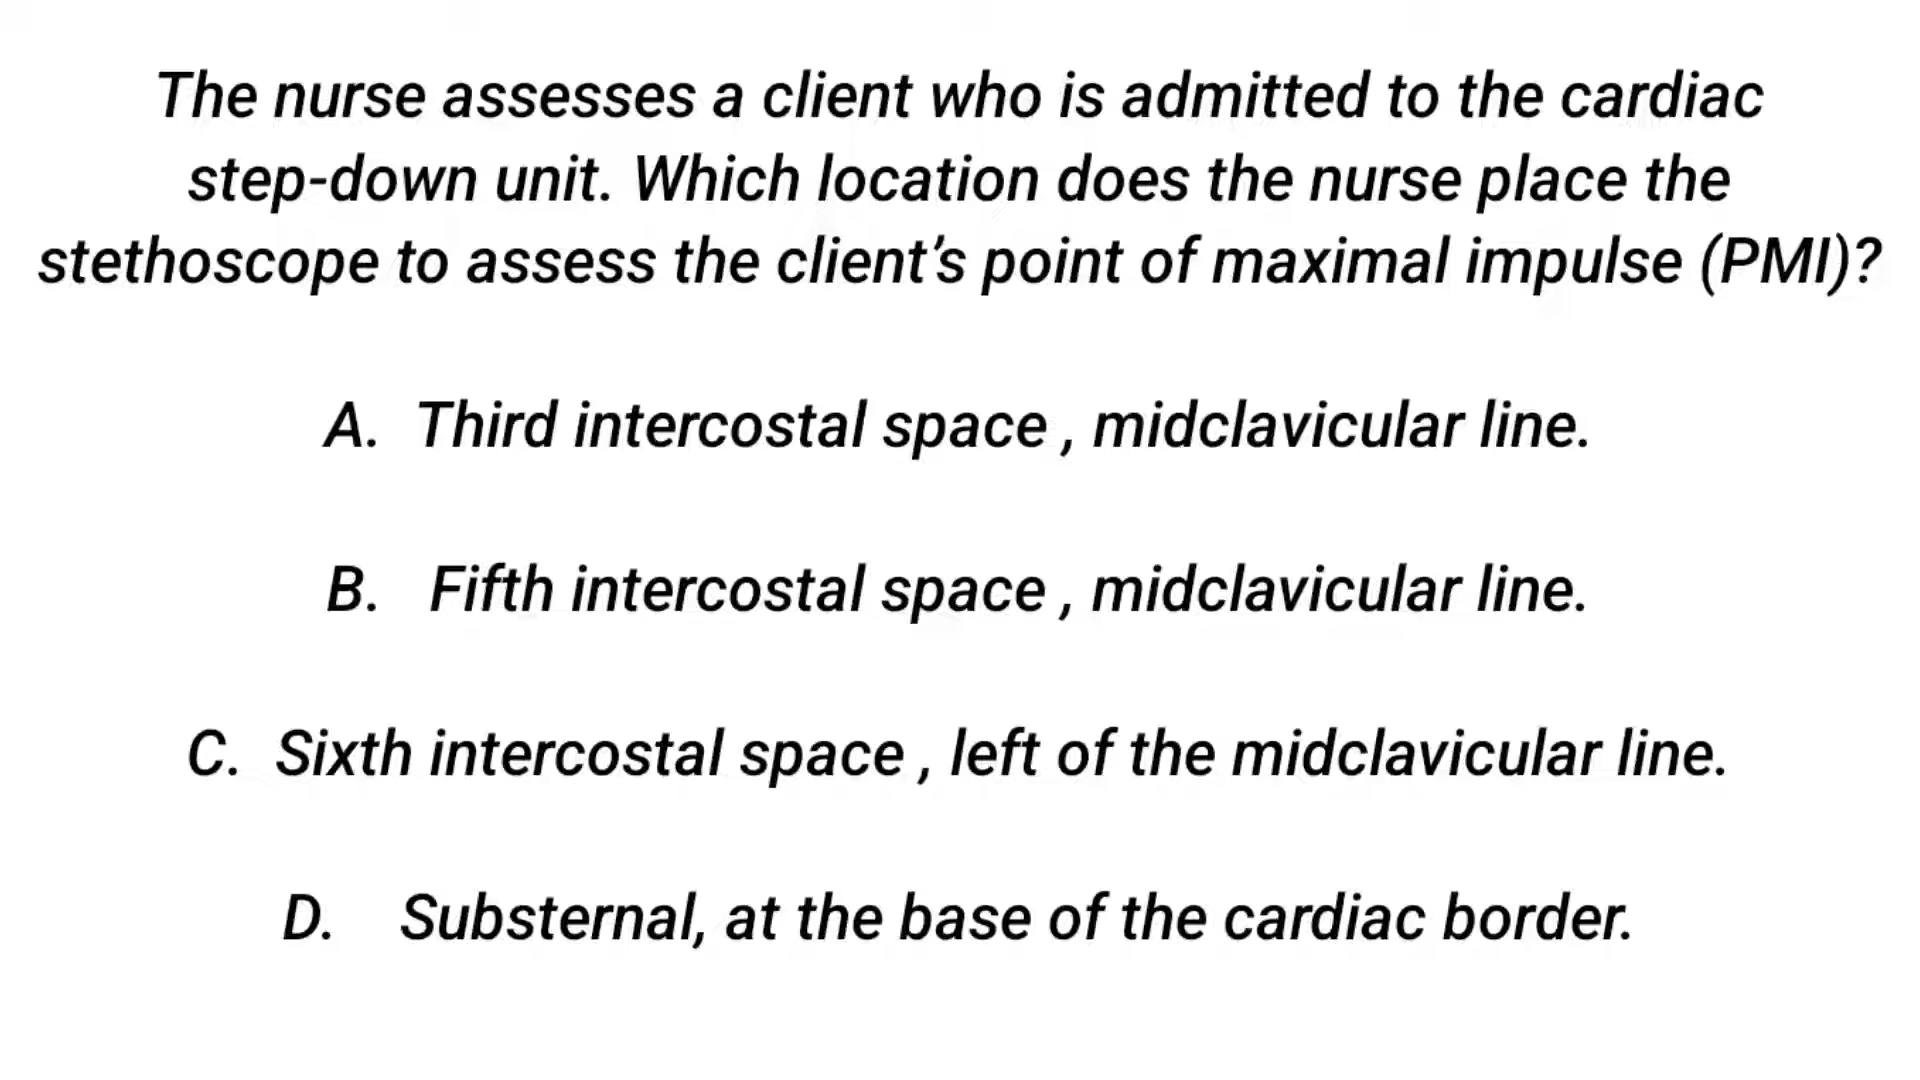 The nurse assesses a client who is admitted to the cardiac
step-down unit. Which location does the nurse place the
stethoscope to assess the client’s point of maximal impulse (PMI)?
A. Third intercostal space , midclavicular line.
B. Fifth intercostal space , midclavicular line.
C. Sixth intercostal space , left of the midclavicular line.
D. Substernal, at the base of the cardiac border.